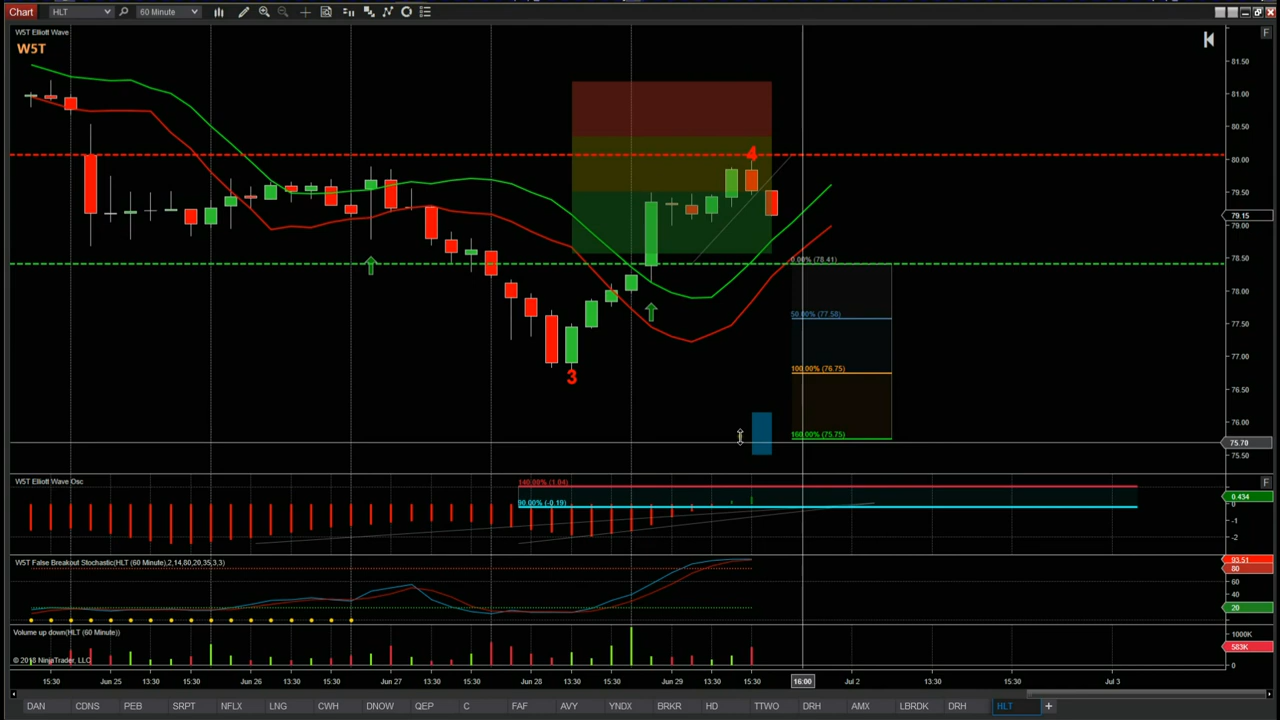 Chart HLT 60 Minute
W5T Elliott Wave
W5T
F
4
3
0.00% (78.41)
50.00% (77.58)
100.00% (76.75)
160.00% (75.75)
81.50
81.00
80.50
80.00
79.50
79.15
79.00
78.50
78.00
77.50
77.00
76.50
76.00
75.70
75.50
W5T Elliott Wave Osc
F
140.00% (1.04)
90.00% (-0.19)
0.434
0
-1
-2
W5T False Breakout Stochastic(HLT (60 Minute),2,14,80,20,35,3,3)
93.51
80
60
40
20
0
Volume up down(HLT (60 Minute))
1000K
583K
0
© 2018 NinjaTrader, LLC
15:30 Jun 25 13:30 15:30 Jun 26 13:30 15:30 Jun 27 13:30 15:30 Jun 28 13:30 15:30 Jun 29 13:30 15:30 16:00 Jul 2 13:30 15:30 Jul 3
DAN CDNS PEB SRPT NFLX LNG CWH DNOW QEP C FAF AVY YNDX BRKR HD TTWO DRH AMX LBRDK DRH HLT +